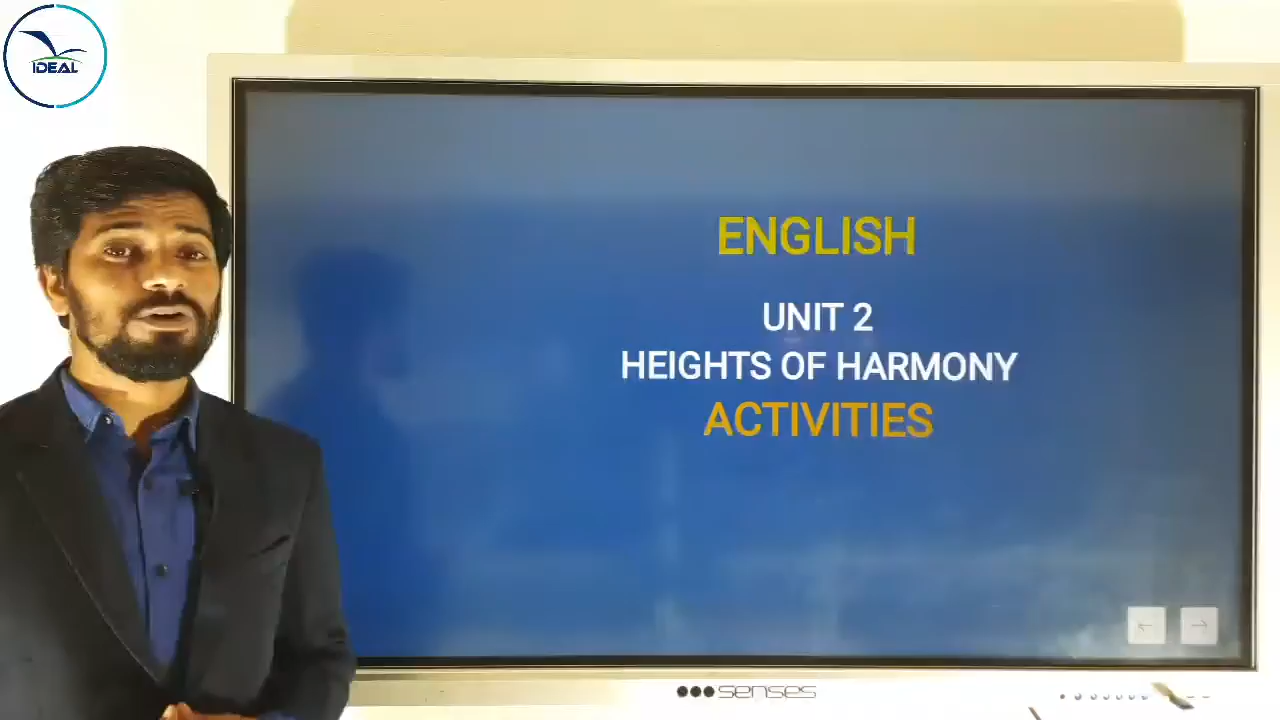 IDEAL
ENGLISH
UNIT 2
HEIGHTS OF HARMONY
ACTIVITIES
senses